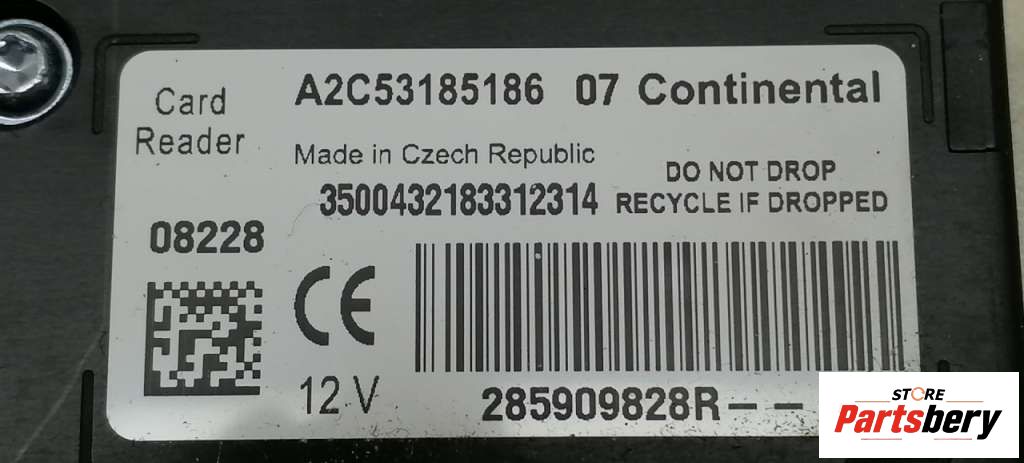 Card
Reader
A2C53185186 07 Continental
Made in Czech Republic
DO NOT DROP
3500432183312314 RECYCLE IF DROPPED
08228
CE
12 V
285909828R--
STORE
Partsbery